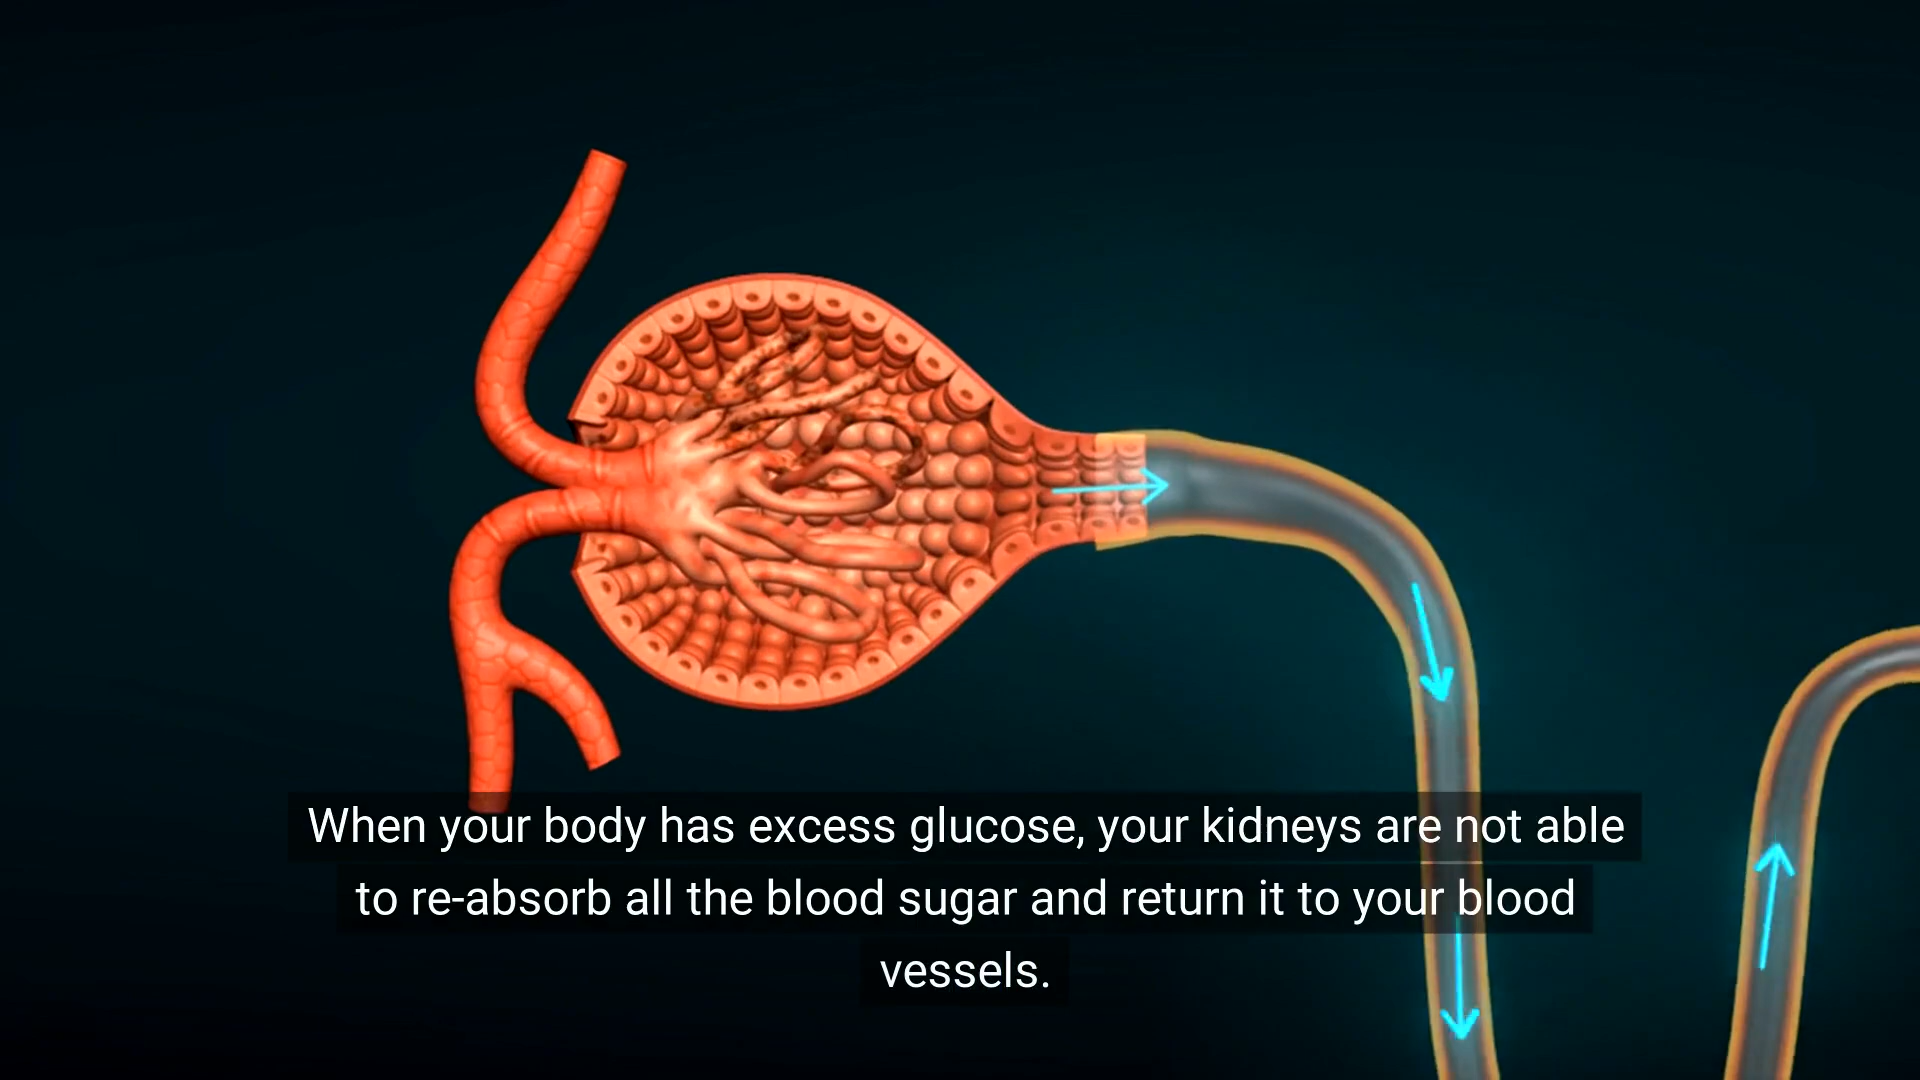 When your body has excess glucose, your kidneys are not able
to re-absorb all the blood sugar and return it to your blood
vessels.